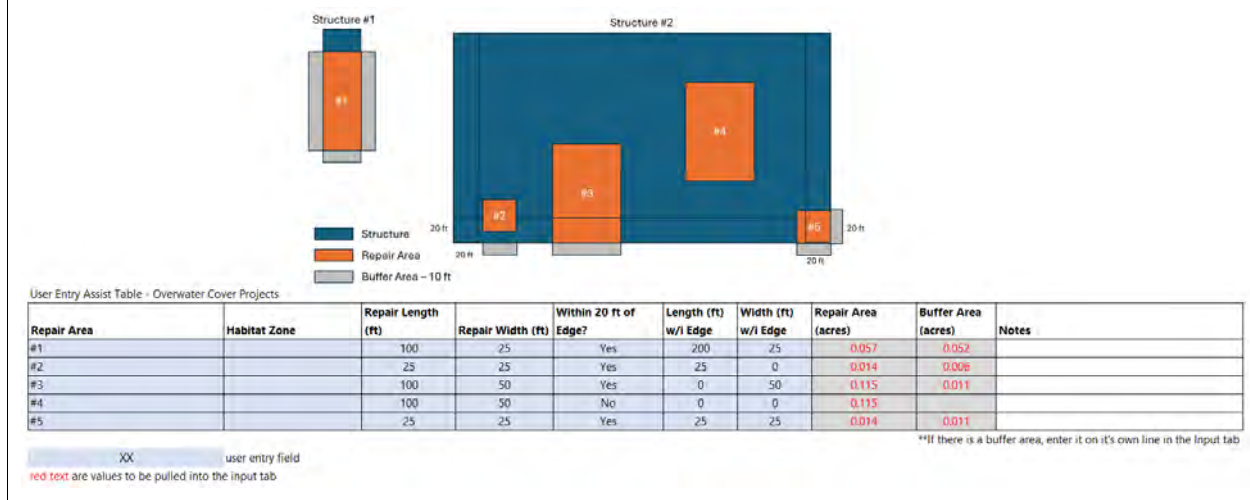 Structure #1
Structure #2
#1
#4
#3
#2
#5
20 ft
20 ft
20 ft
20 ft
Structure
Repair Area
Buffer Area – 10 ft
User Entry Assist Table - Overwater Cover Projects
Repair Area Habitat Zone Repair Length (ft) Repair Width (ft) Within 20 ft of Edge? Length (ft) w/i Edge Width (ft) w/i Edge Repair Area (acres) Buffer Area (acres) Notes
#1 100 25 Yes 200 25 0.057 0.052
#2 25 25 Yes 25 0 0.014 0.006
#3 100 50 Yes 0 50 0.115 0.011
#4 100 50 No 0 0 0.115
#5 25 25 Yes 25 25 0.014 0.011
**If there is a buffer area, enter it on it's own line in the Input tab
XX user entry field
red text are values to be pulled into the input tab